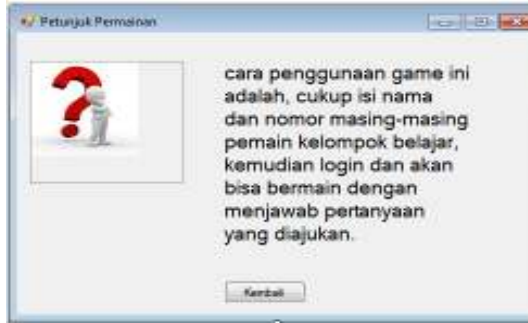 Petunjuk Permainan
cara penggunaan game ini
adalah, cukup isi nama
dan nomor masing-masing
pemain kelompok belajar,
kemudian login dan akan
bisa bermain dengan
menjawab pertanyaan
yang diajukan.
Kembali